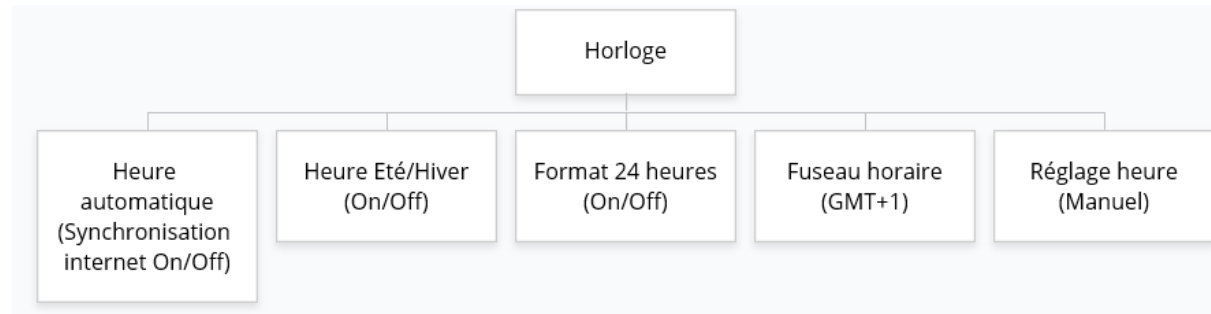 Horloge
Heure
automatique
(Synchronisation
internet On/Off)
Heure Eté/Hiver
(On/Off)
Format 24 heures
(On/Off)
Fuseau horaire
(GMT+1)
Réglage heure
(Manuel)